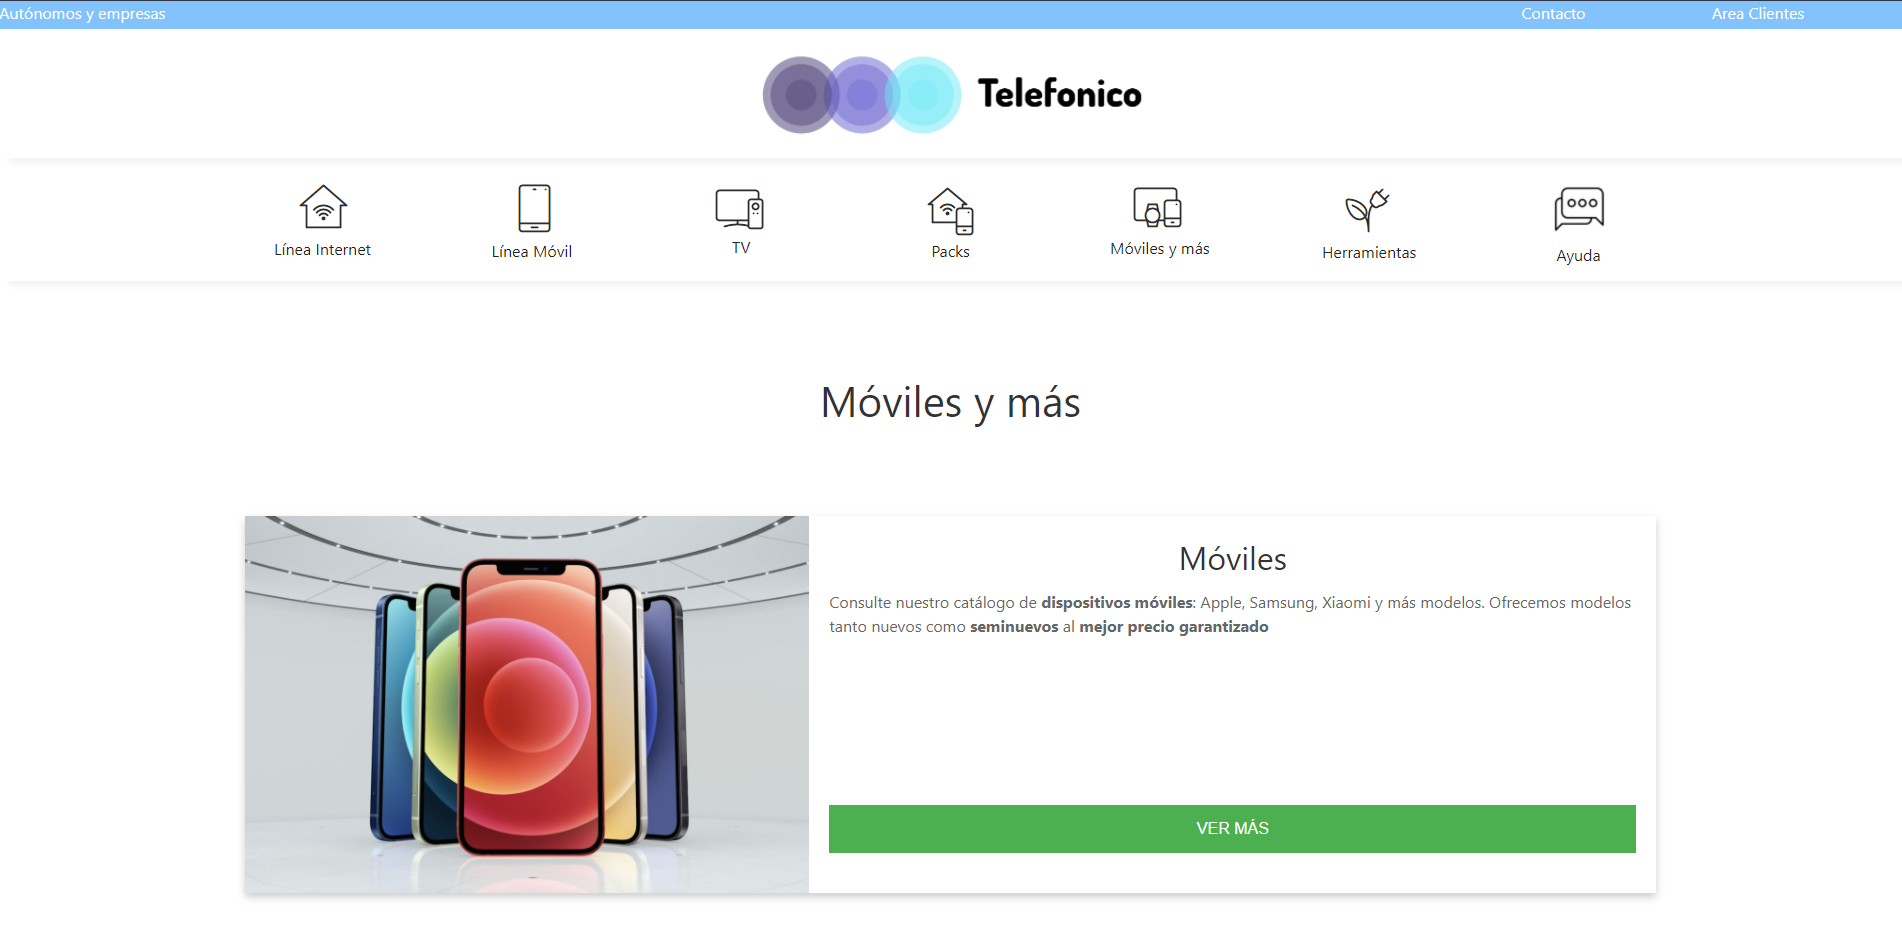 Autónomos y empresas
Contacto
Area Clientes
Telefonico
Línea Internet
Línea Móvil
TV
Packs
Móviles y más
Herramientas
Ayuda
Móviles y más
Móviles
Consulte nuestro catálogo de dispositivos móviles: Apple, Samsung, Xiaomi y más modelos. Ofrecemos modelos
tanto nuevos como seminuevos al mejor precio garantizado
VER MÁS